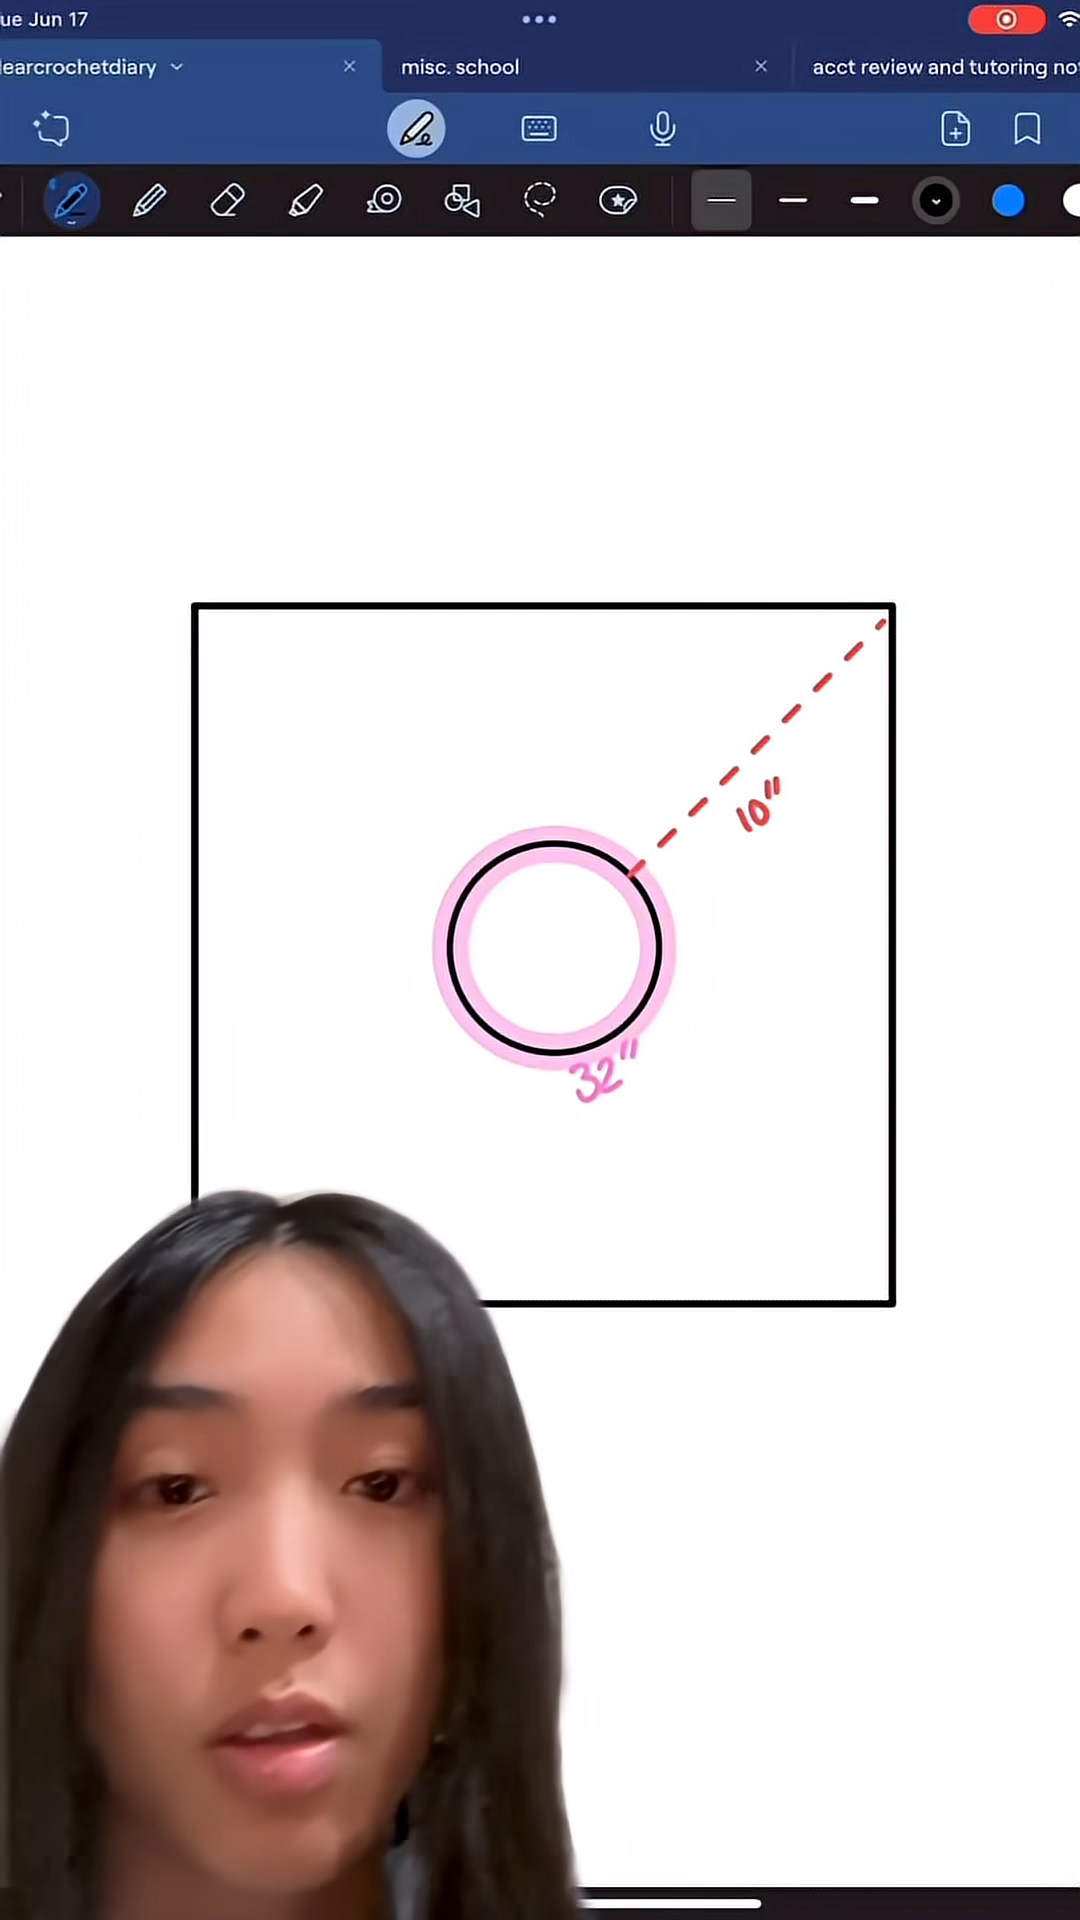 ue Jun 17
learcrochetdiary
misc. school
acct review and tutoring no
10"
32"